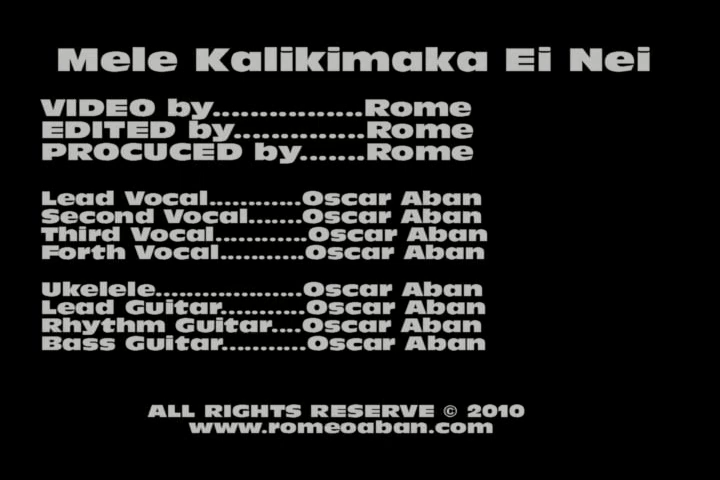 Mele Kalikimaka Ei Nei
VIDEO by.................Rome
EDITED by...............Rome
PROCUCED by.......Rome
Lead Vocal............Oscar Aban
Second Vocal.......Oscar Aban
Third Vocal............Oscar Aban
Forth Vocal...........Oscar Aban
Ukelele...................Oscar Aban
Lead Guitar...........Oscar Aban
Rhythm Guitar....Oscar Aban
Bass Guitar...........Oscar Aban
ALL RIGHTS RESERVE © 2010
www.romeoaban.com